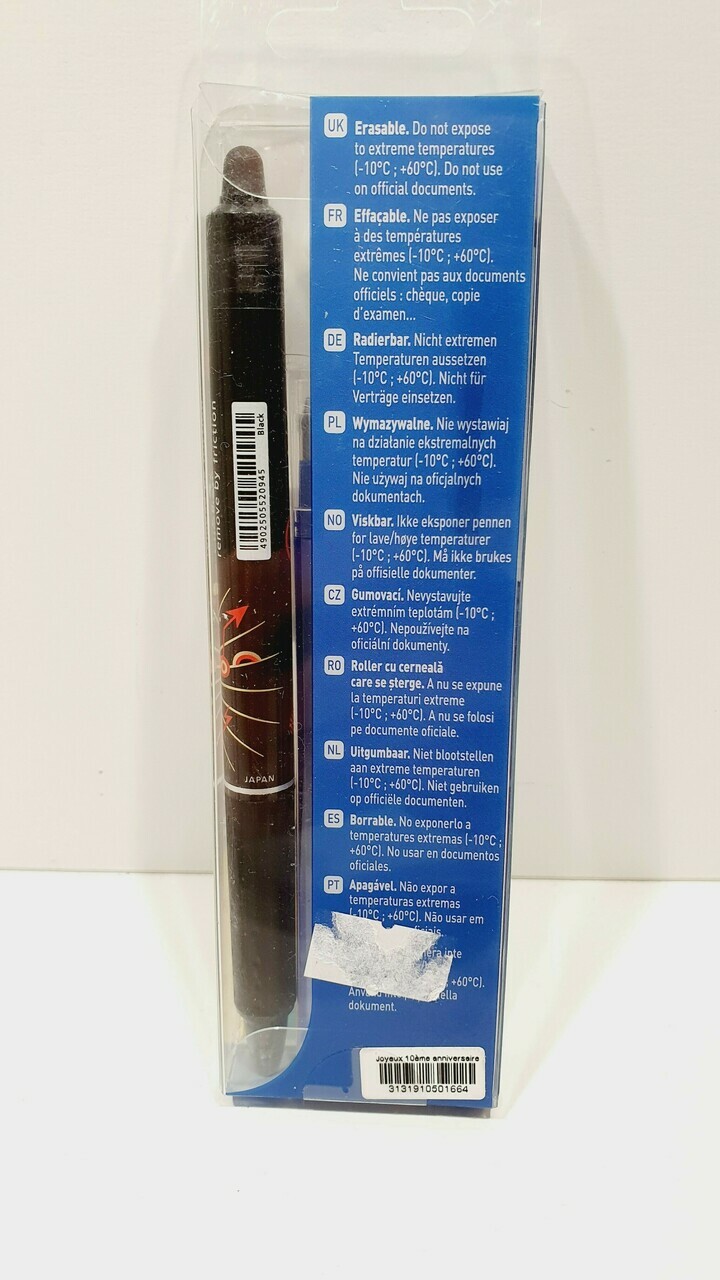 remove by friction
4902505520945
Black
JAPAN
UK Erasable. Do not expose
to extreme temperatures
(-10°C ; +60°C). Do not use
on official documents.
FR Effaçable. Ne pas exposer
à des températures
extrêmes (-10°C ; +60°C).
Ne convient pas aux documents
officiels : chèque, copie
d'examen...
DE Radierbar. Nicht extremen
Temperaturen aussetzen
(-10°C ; +60°C). Nicht für
Verträge einsetzen.
PL Wymazywalne. Nie wystawiaj
na działanie ekstremalnych
temperatur (-10°C ; +60°C).
Nie używaj na oficjalnych
dokumentach.
NO Viskbar. Ikke eksponer pennen
for lave/høye temperaturer
(-10°C ; +60°C). Må ikke brukes
på offisielle dokumenter.
CZ Gumovací. Nevystavujte
extrémním teplotám (-10°C ;
+60°C). Nepoužívejte na
oficiální dokumenty.
RO Roller cu cerneală
care se șterge. A nu se expune
la temperaturi extreme
(-10°C ; +60°C). A nu se folosi
pe documente oficiale.
NL Uitgumbaar. Niet blootstellen
aan extreme temperaturen
(-10°C ; +60°C). Niet gebruiken
op officiële documenten.
ES Borrable. No exponerlo a
temperatures extremas (-10°C ;
+60°C). No usar en documentos
oficiales.
PT Apagável. Não expor a
temperaturas extremas
(-10°C ; +60°C). Não usar em
inte
+60°C).
dokument.
Joyeux 10ème anniversaire
3131910501664